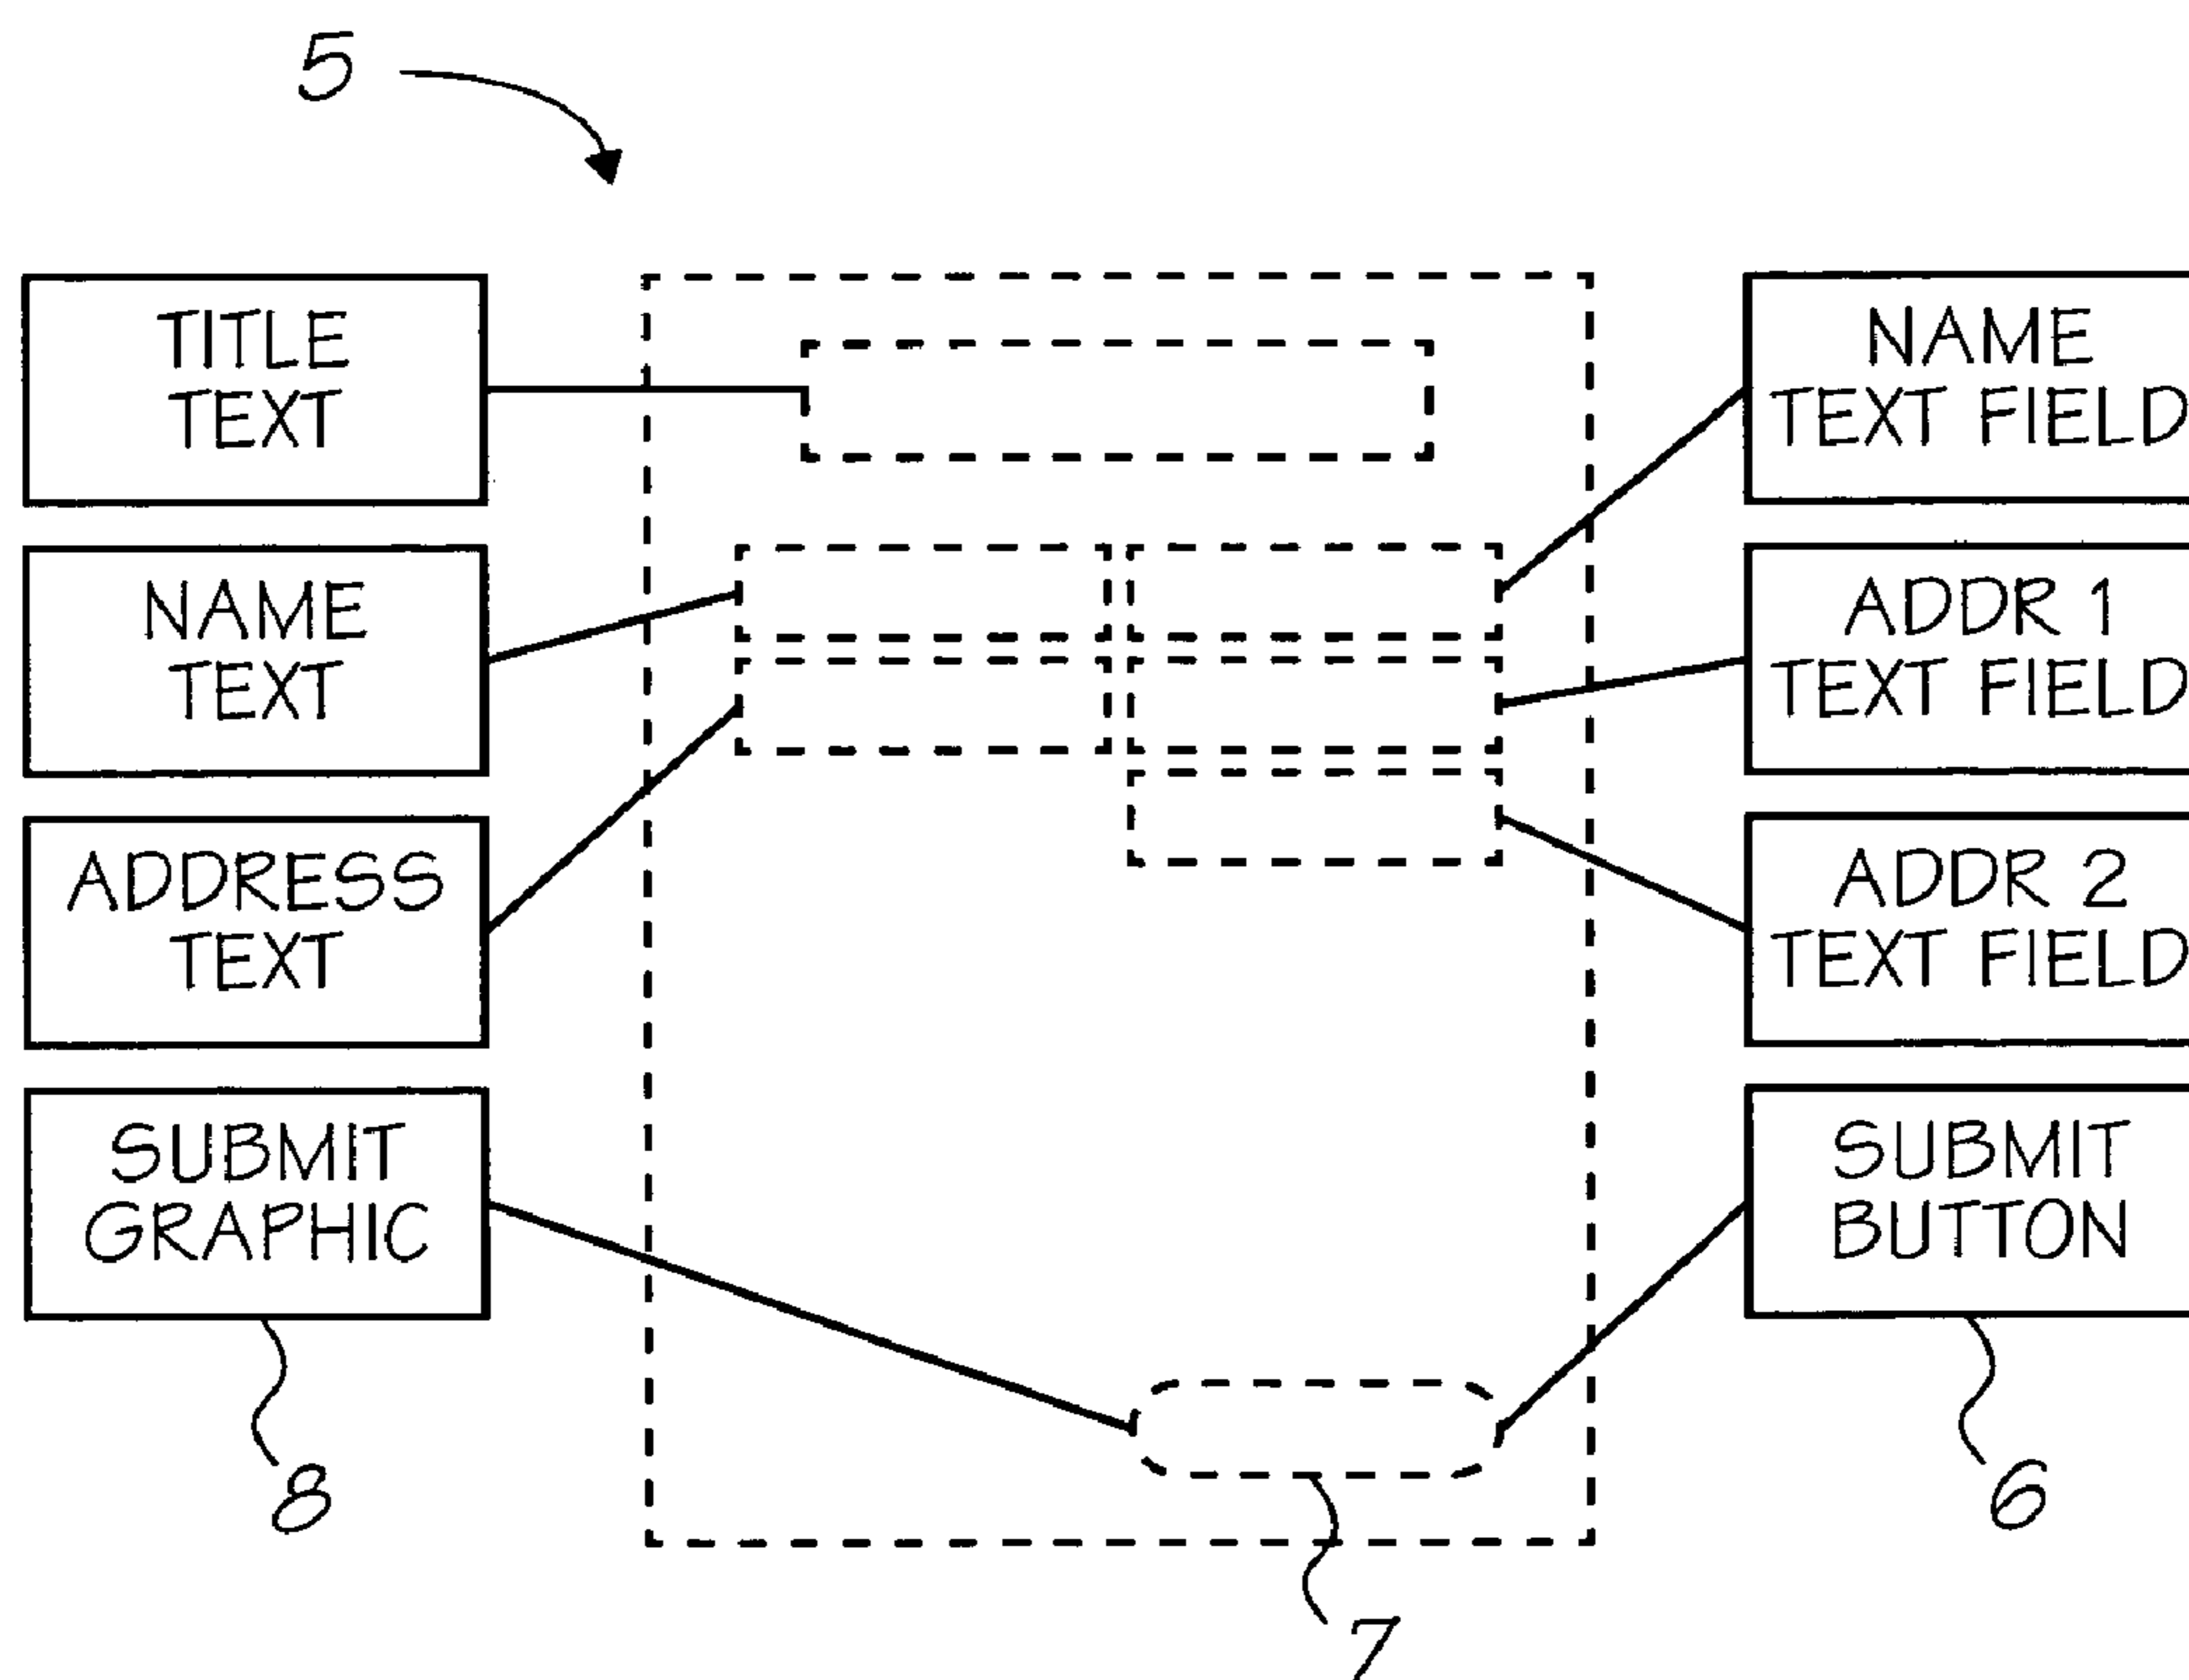 5
TITLE
TEXT
NAME
TEXT
ADDRESS
TEXT
SUBMIT
GRAPHIC
8
NAME
TEXT FIELD
ADDR 1
TEXT FIELD
ADDR 2
TEXT FIELD
SUBMIT
BUTTON
6
7